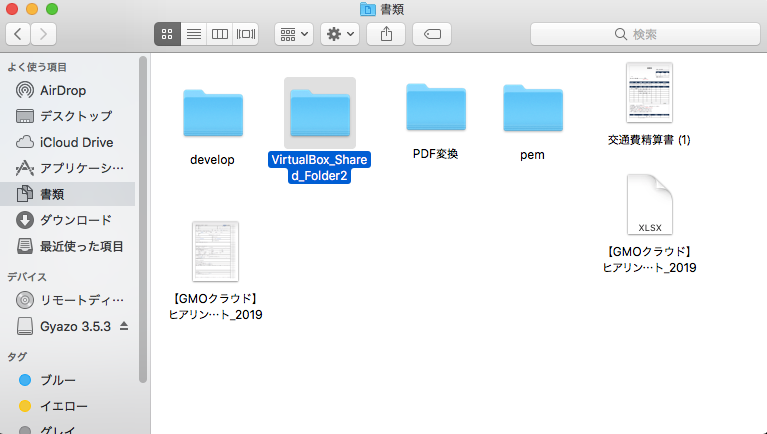 書類
検索
よく使う項目
AirDrop
デスクトップ
iCloud Drive
アプリケーシ…
書類
ダウンロード
最近使った項目
デバイス
リモートディ…
Gyazo 3.5.3
タグ
ブルー
イエロー
グレイ
develop
VirtualBox_Share
d_Folder2
PDF変換
pem
交通費精算書 (1)
【GMOクラウド】
ヒアリン…ト_2019
XLSX
【GMOクラウド】
ヒアリン…ト_2019